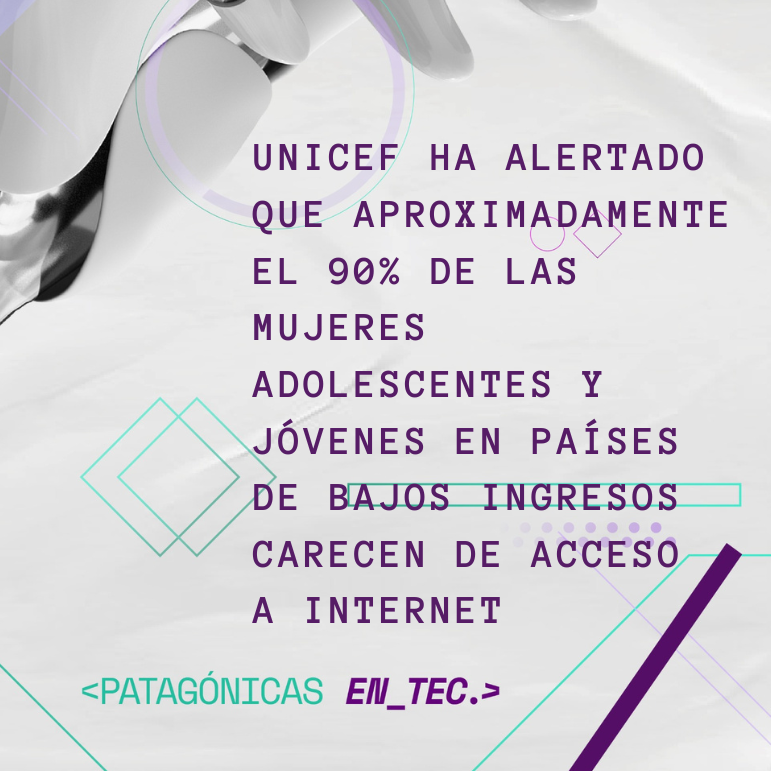 UNICEF HA ALERTADO
QUE APROXIMADAMENTE
EL 90% DE LAS
MUJERES
ADOLESCENTES Y
JÓVENES EN PAÍSES
DE BAJOS INGRESOS
CARECEN DE ACCESO
A INTERNET
<PATAGÓNICAS EN_TEC.>